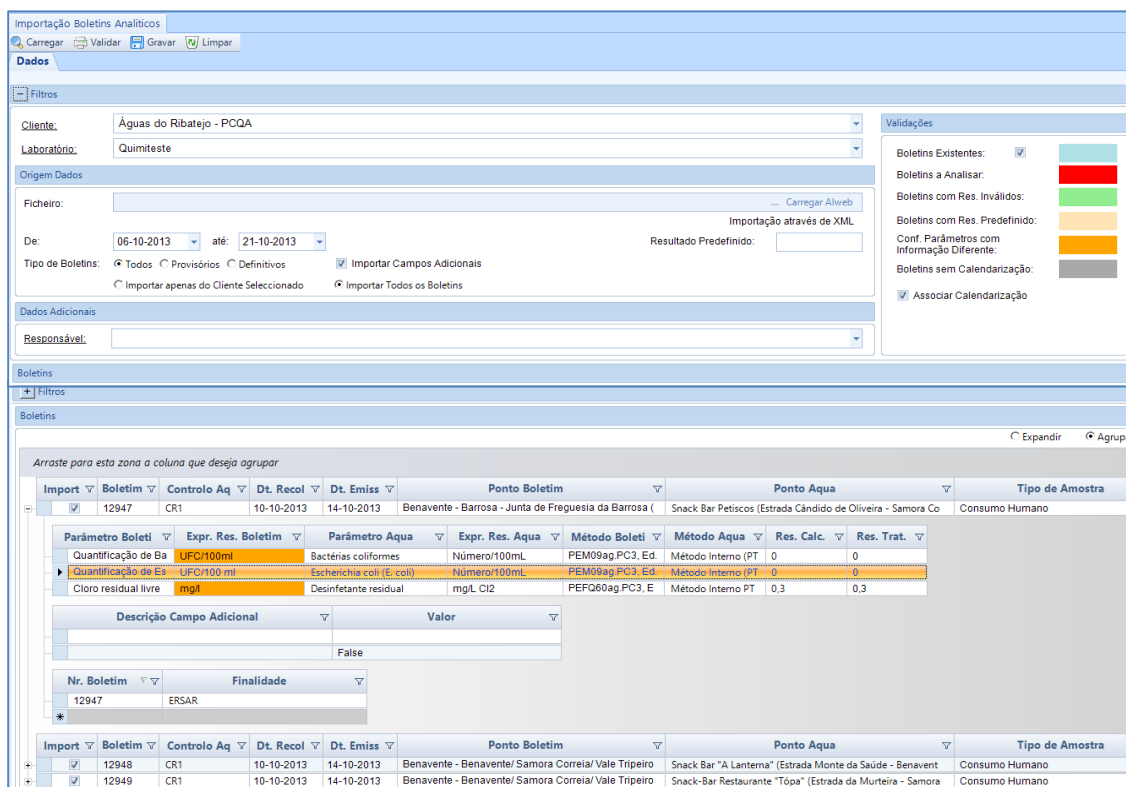 Importação Boletins Analiticos
Carregar Validar Gravar Limpar
Dados
Filtros
Cliente: Águas do Ribatejo - PCQA
Laboratório: Quimiteste
Origem Dados
Ficheiro: ... Carregar Alweb
Importação através de XML
De: 06-10-2013 até: 21-10-2013 Resultado Predefinido:
Tipo de Boletins: Todos Provisórios Definitivos Importar Campos Adicionais
Importar apenas do Cliente Seleccionado Importar Todos os Boletins
Dados Adicionais
Responsável:
Validações
Boletins Existentes:
Boletins a Analisar:
Boletins com Res. Inválidos:
Boletins com Res. Predefinido:
Conf. Parâmetros com
Informação Diferente:
Boletins sem Calendarização:
Associar Calendarização
Boletins
Filtros
Boletins
Expandir Agrup
Arraste para esta zona a coluna que deseja agrupar
Import Boletim Controlo Aq Dt. Recol Dt. Emiss Ponto Boletim Ponto Aqua Tipo de Amostra
12947 CR1 10-10-2013 14-10-2013 Benavente - Barrosa - Junta de Freguesia da Barrosa ( Snack Bar Petiscos (Estrada Cândido de Oliveira - Samora Co Consumo Humano
Parâmetro Boleti Expr. Res. Boletim Parâmetro Aqua Expr. Res. Aqua Método Boleti Método Aqua Res. Calc. Res. Trat.
Quantificação de Ba UFC/100ml Bactérias coliformes Número/100mL PEM09ag.PC3, Ed. Método Interno (PT 0 0
Quantificação de Es UFC/100 ml Escherichia coli (E. coli) Número/100mL PEM09ag.PC3, Ed. Método Interno (PT 0 0
Cloro residual livre mg/l Desinfetante residual mg/L Cl2 PEFQ60ag.PC3, E Método Interno PT 0,3 0,3
Descrição Campo Adicional Valor
False
Nr. Boletim Finalidade
12947 ERSAR
Import Boletim Controlo Aq Dt. Recol Dt. Emiss Ponto Boletim Ponto Aqua Tipo de Amostra
12948 CR1 10-10-2013 14-10-2013 Benavente - Benavente/ Samora Correia/ Vale Tripeiro Snack Bar "A Lanterna" (Estrada Monte da Saúde - Benavent Consumo Humano
12949 CR1 10-10-2013 14-10-2013 Benavente - Benavente/ Samora Correia/ Vale Tripeiro Snack-Bar Restaurante "Tópa" (Estrada da Murteira - Samora Consumo Humano